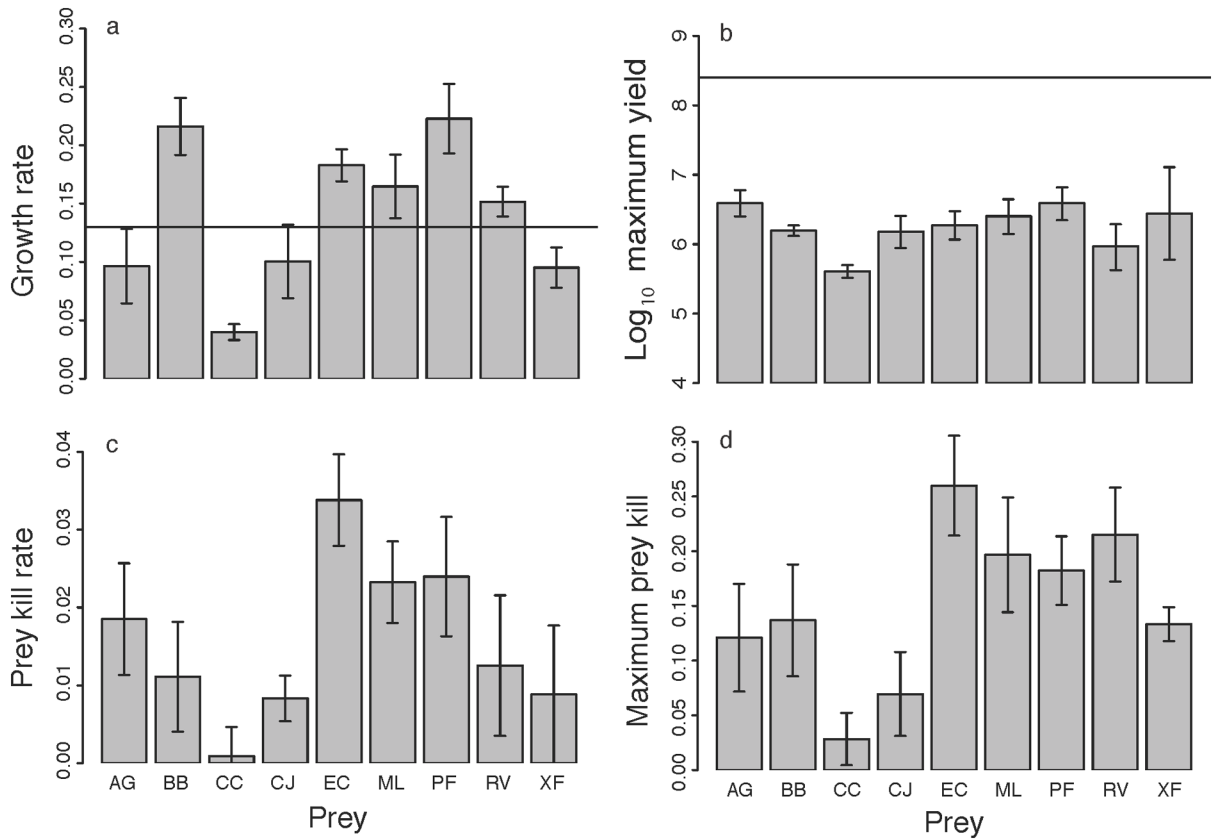 a
Growth rate
0.00 0.05 0.10 0.15 0.20 0.25 0.30
b
Log10 maximum yield
4 5 6 7 8 9
c
Prey kill rate
0.00 0.01 0.02 0.03 0.04
AG BB CC CJ EC ML PF RV XF
Prey
d
Maximum prey kill
0.00 0.05 0.10 0.15 0.20 0.25 0.30
AG BB CC CJ EC ML PF RV XF
Prey